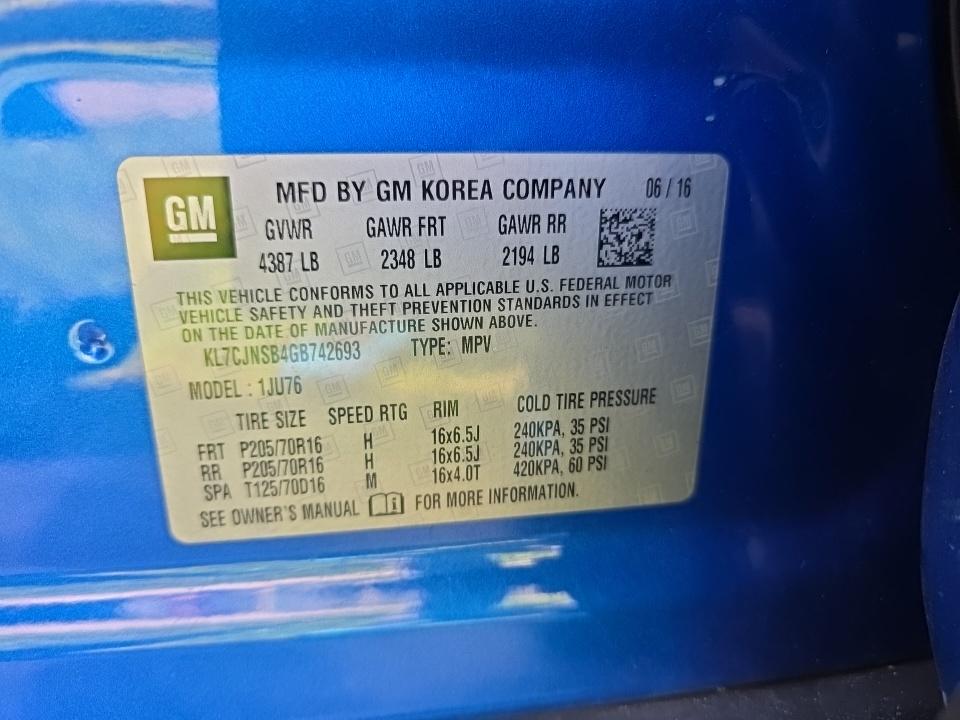 GM
MFD BY GM KOREA COMPANY 06 / 16
GVWR GAWR FRT GAWR RR
4387 LB 2348 LB 2194 LB
THIS VEHICLE CONFORMS TO ALL APPLICABLE U.S. FEDERAL MOTOR
VEHICLE SAFETY AND THEFT PREVENTION STANDARDS IN EFFECT
ON THE DATE OF MANUFACTURE SHOWN ABOVE.
KL7CJNSB4GB742693 TYPE: MPV
MODEL : 1JU76
TIRE SIZE SPEED RTG RIM COLD TIRE PRESSURE
FRT P205/70R16 H 16x6.5J 240KPA, 35 PSI
RR P205/70R16 H 16x6.5J 240KPA, 35 PSI
SPA T125/70D16 M 16x4.0T 420KPA, 60 PSI
SEE OWNER'S MANUAL FOR MORE INFORMATION.